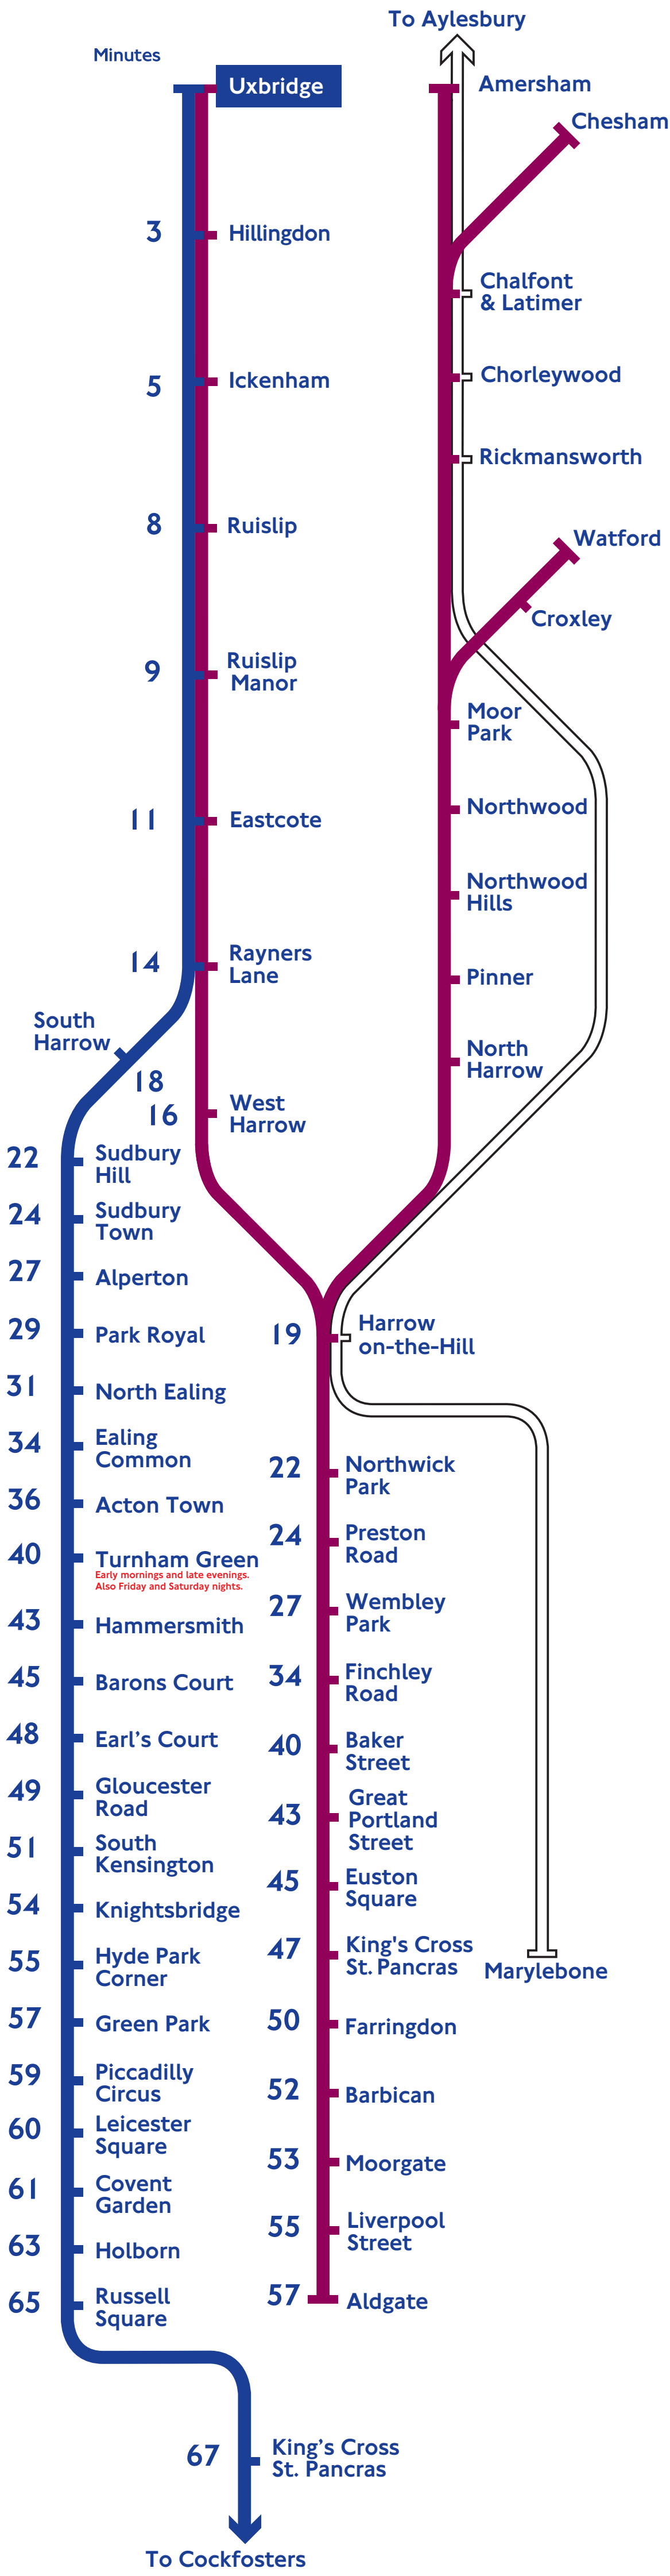 To Aylesbury
Minutes
Uxbridge
Amersham
Chesham
3
Hillingdon
Chalfont
& Latimer
5
Ickenham
Chorleywood
Rickmansworth
8
Ruislip
Watford
Croxley
9
Ruislip
Manor
Moor
Park
11
Eastcote
Northwood
Northwood
Hills
14
Rayners
Lane
Pinner
South
Harrow
18
North
Harrow
16
West
Harrow
22
Sudbury
Hill
24
Sudbury
Town
27
Alperton
29
Park Royal
19
Harrow
on-the-Hill
31
North Ealing
34
Ealing
Common
22
Northwick
Park
36
Acton Town
24
Preston
Road
40
Turnham Green
Early mornings and late evenings.
Also Friday and Saturday nights.
27
Wembley
Park
43
Hammersmith
45
Barons Court
34
Finchley
Road
48
Earl's Court
40
Baker
Street
49
Gloucester
Road
43
Great
Portland
Street
51
South
Kensington
45
Euston
Square
54
Knightsbridge
47
King's Cross
St. Pancras
55
Hyde Park
Corner
Marylebone
57
Green Park
50
Farringdon
59
Piccadilly
Circus
52
Barbican
60
Leicester
Square
53
Moorgate
61
Covent
Garden
55
Liverpool
Street
63
Holborn
65
Russell
Square
57
Aldgate
67
King's Cross
St. Pancras
To Cockfosters